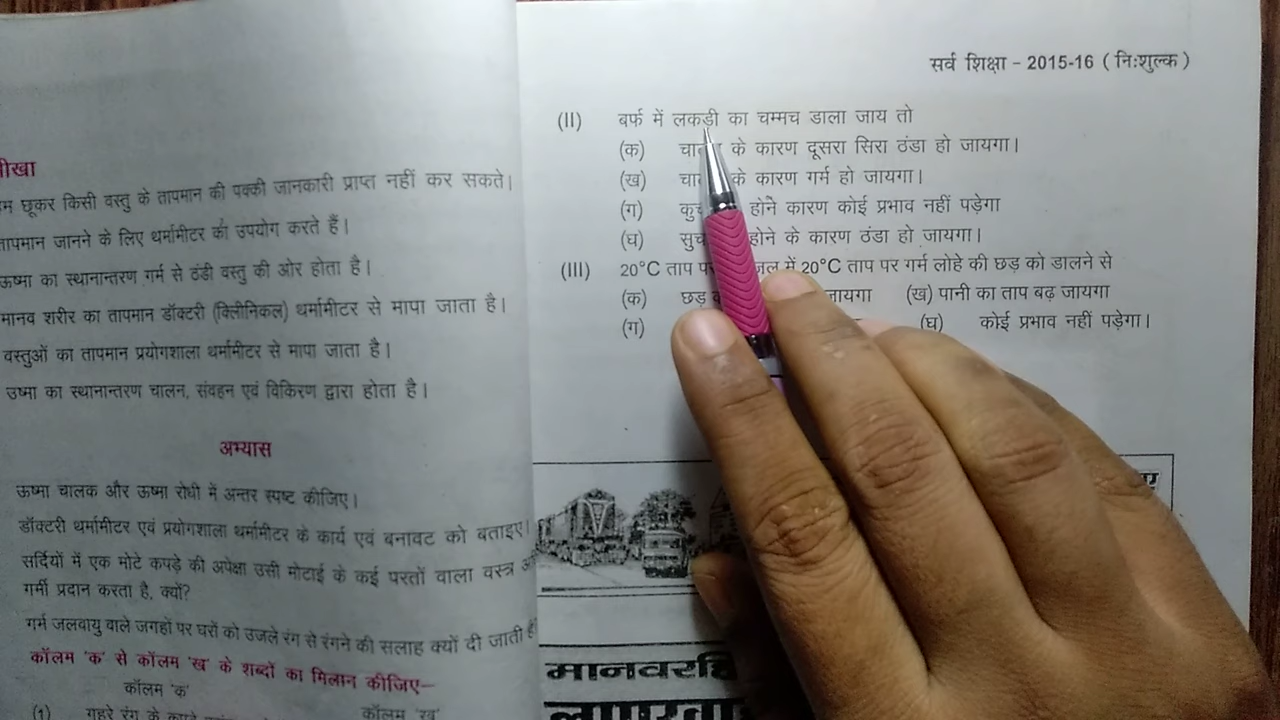 ीखा
म छूकर किसी वस्तु के तापमान की पक्की जानकारी प्राप्त नहीं कर सकते।
तापमान जानने के लिए थर्मामीटर की उपयोग करते हैं।
ऊष्मा का स्थानान्तरण गर्म से ठंडी वस्तु की ओर होता है।
मानव शरीर का तापमान डॉक्टरी (क्लिीनिकल) थर्मामीटर से मापा जाता है।
वस्तुओं का तापमान प्रयोगशाला थर्मामीटर से मापा जाता है।
उष्मा का स्थानान्तरण चालन, संवहन एवं विकिरण द्वारा होता है।
अभ्यास
ऊष्मा चालक और ऊष्मा रोधी में अन्तर स्पष्ट कीजिए।
डॉक्टरी थर्मामीटर एवं प्रयोगशाला थर्मामीटर के कार्य एवं बनावट को बताइए।
सर्दियों में एक मोटे कपड़े की अपेक्षा उसी मोटाई के कई परतों वाला वस्त्र
गर्मी प्रदान करता है, क्यों?
गर्म जलवायु वाले जगहों पर घरों को उजले रंग से रंगने की सलाह क्यों दी जाती है
कॉलम 'क' से कॉलम 'ख' के शब्दों का मिलान कीजिए–
कॉलम 'क'
कॉलम 'ख'
(1) गहरे रंग के
सर्व शिक्षा - 2015-16 (निःशुल्क)
(II) बर्फ में लकड़ी का चम्मच डाला जाय तो
(क) के कारण दूसरा सिरा ठंडा हो जायगा।
(ख) के कारण गर्म हो जायगा।
(ग) होने कारण कोई प्रभाव नहीं पड़ेगा
(घ) होने के कारण ठंडा हो जायगा।
(III) 20°C ताप जल में 20°C ताप पर गर्म लोहे की छड़ को डालने से
(क) छड़ जायगा (ख) पानी का ताप बढ़ जायगा
(ग) (घ) कोई प्रभाव नहीं पड़ेगा।